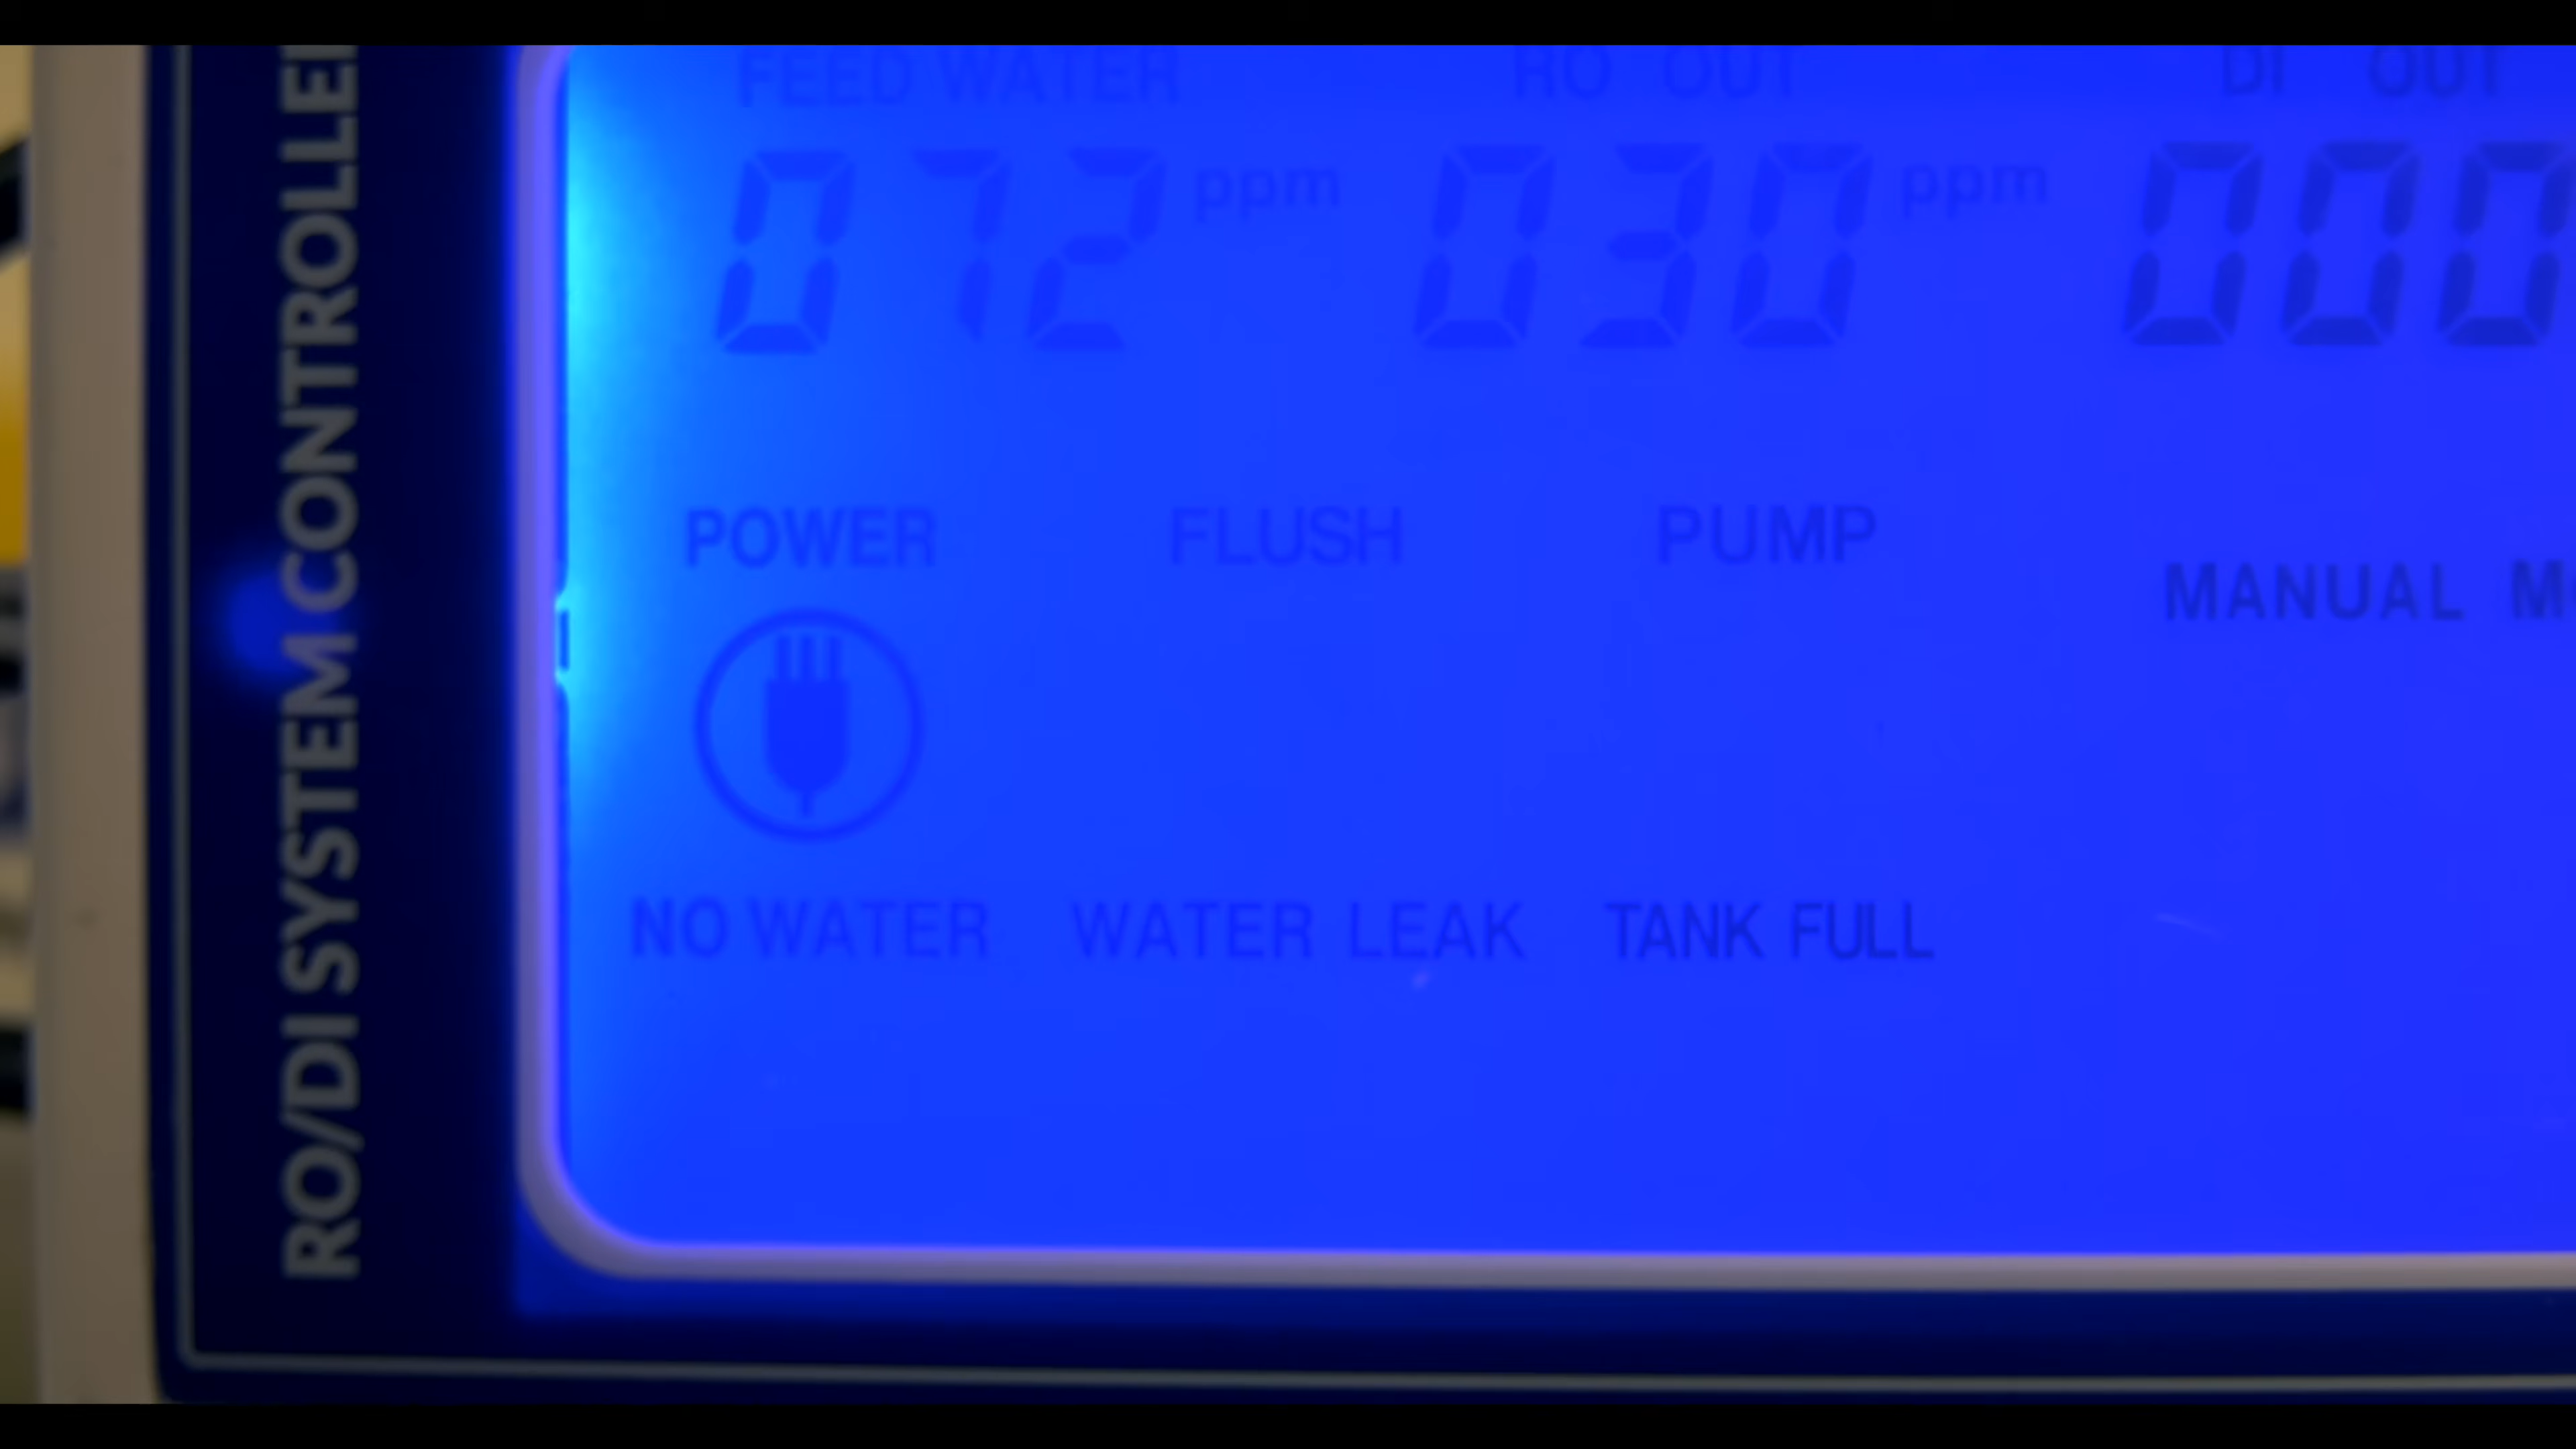 RO/DI SYSTEM CONTROLLER
FEED WATER RO OUT DI OUT
072 ppm 030 ppm 000
POWER FLUSH PUMP
MANUAL
NO WATER WATER LEAK TANK FULL